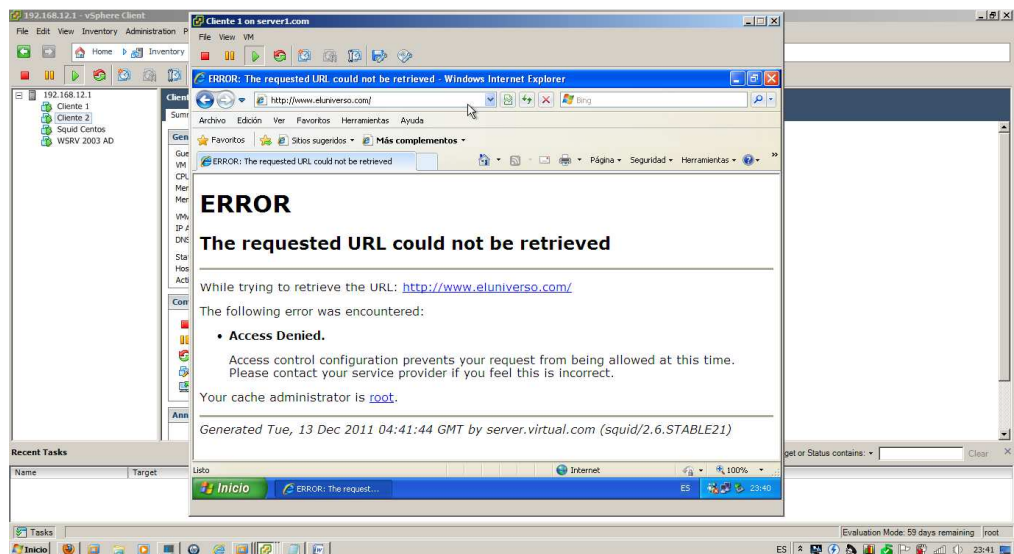 192.168.12.1 - vSphere Client
File Edit View Inventory Administration P
Home Inventory
192.168.12.1
Cliente 1
Cliente 2
Squid Centos
WSRV 2003 AD
Cliente 1 on server1.com
File View VM
ERROR: The requested URL could not be retrieved - Windows Internet Explorer
http://www.eluniverso.com/
Bing
Archivo Edición Ver Favoritos Herramientas Ayuda
Favoritos Sitios sugeridos Más complementos
ERROR: The requested URL could not be retrieved
Página Seguridad Herramientas
ERROR
The requested URL could not be retrieved
While trying to retrieve the URL: http://www.eluniverso.com/
The following error was encountered:
• Access Denied.
Access control configuration prevents your request from being allowed at this time.
Please contact your service provider if you feel this is incorrect.
Your cache administrator is root.
Generated Tue, 13 Dec 2011 04:41:44 GMT by server.virtual.com (squid/2.6.STABLE21)
Listo Internet 100%
Inicio ERROR: The request... ES 23:40
Recent Tasks
get or Status contains: Clear
Name Target
Tasks Evaluation Mode: 59 days remaining root
Inicio ES 23:41